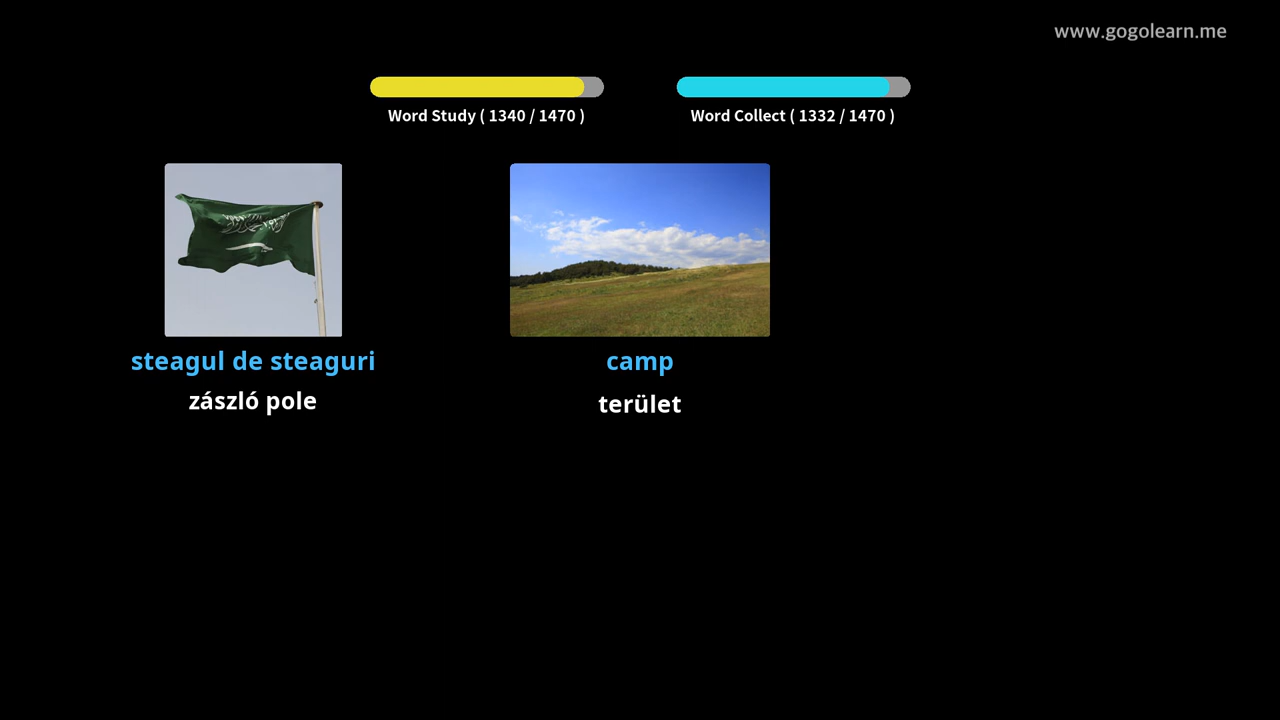 www.gogolearn.me
Word Study ( 1340 / 1470 )
Word Collect ( 1332 / 1470 )
steagul de steaguri
camp
zászló pole
terület